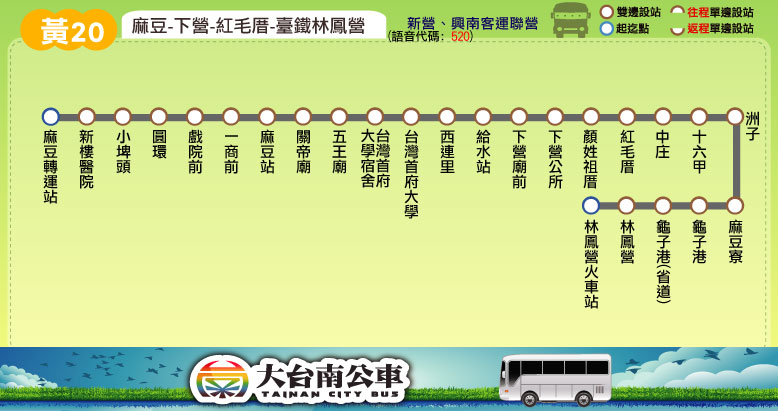 黃20
麻豆-下營-紅毛厝-臺鐵林鳳營
新營、興南客運聯營
(語音代碼: 520)
雙邊設站
往程單邊設站
起迄點
返程單邊設站
麻豆轉運站
新樓醫院
小埤頭
圓環
戲院前
一商前
麻豆站
關帝廟
五王廟
台灣首府
大學宿舍
台灣首府大學
西連里
給水站
下營廟前
下營公所
顏姓祖厝
紅毛厝
中庄
十六甲
洲子
麻豆寮
龜子港
龜子港(省道)
林鳳營
林鳳營火車站
大台南公車
TAINAN CITY BUS